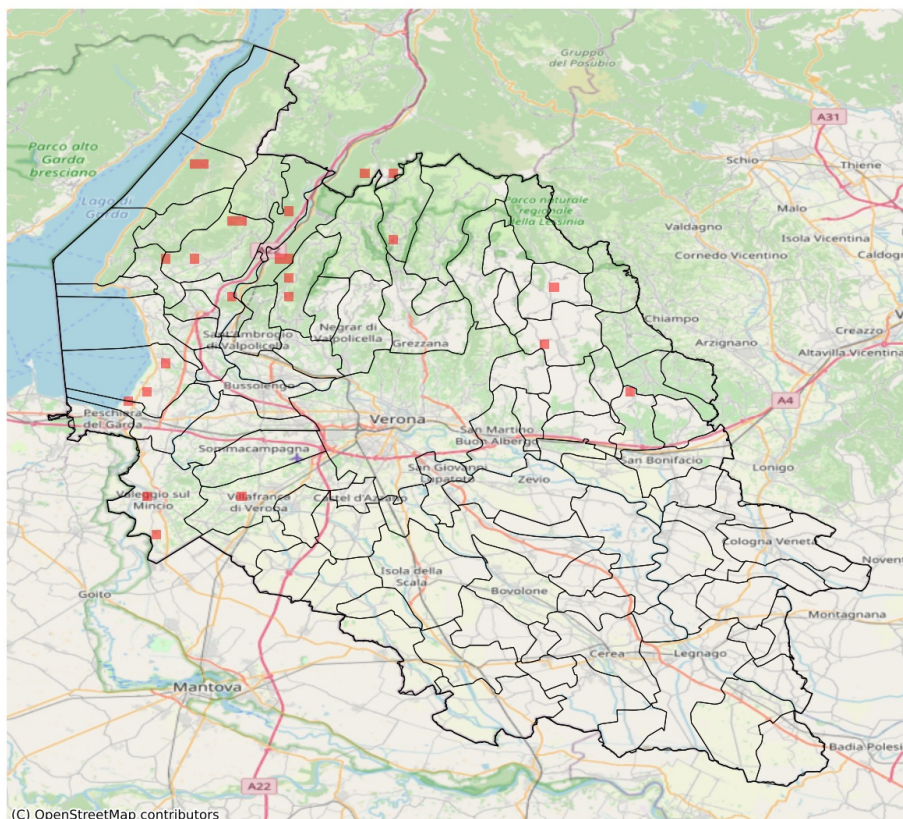 Gruppo
del Posubio
A31
Parco alto
Garda
bresciano
Schio
Thiene
Lago di
Garda
Parco naturale
regionale
della Lessinia
Malo
Valdagno
Isola Vicentina
Cornedo Vicentino
Caldogn
Chiampo
Sant'Ambrogio
di Valpolicella
Negrar di
Valpolicella
Grezzana
Arzignano
Creazzo
Altavilla Vicentina
Bussolengo
A4
Peschiera
del Garda
Verona
San Martino
Buon Albergo
Sommacampagna
San Bonifacio
Lonigo
San Giovanni
Lupatoto
Zevio
Valeggio sul
Mincio
Villafranca
di Verona
Castel d'Azzano
Cologna Veneta
Noven
Isola della
Scala
Bovolone
Goito
Montagnana
Cerea
Legnago
Mantova
Badia Polesi
A22
(C) OpenStreetMap contributors